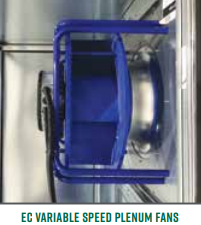 EC VARIABLE SPEED PLENUM FANS